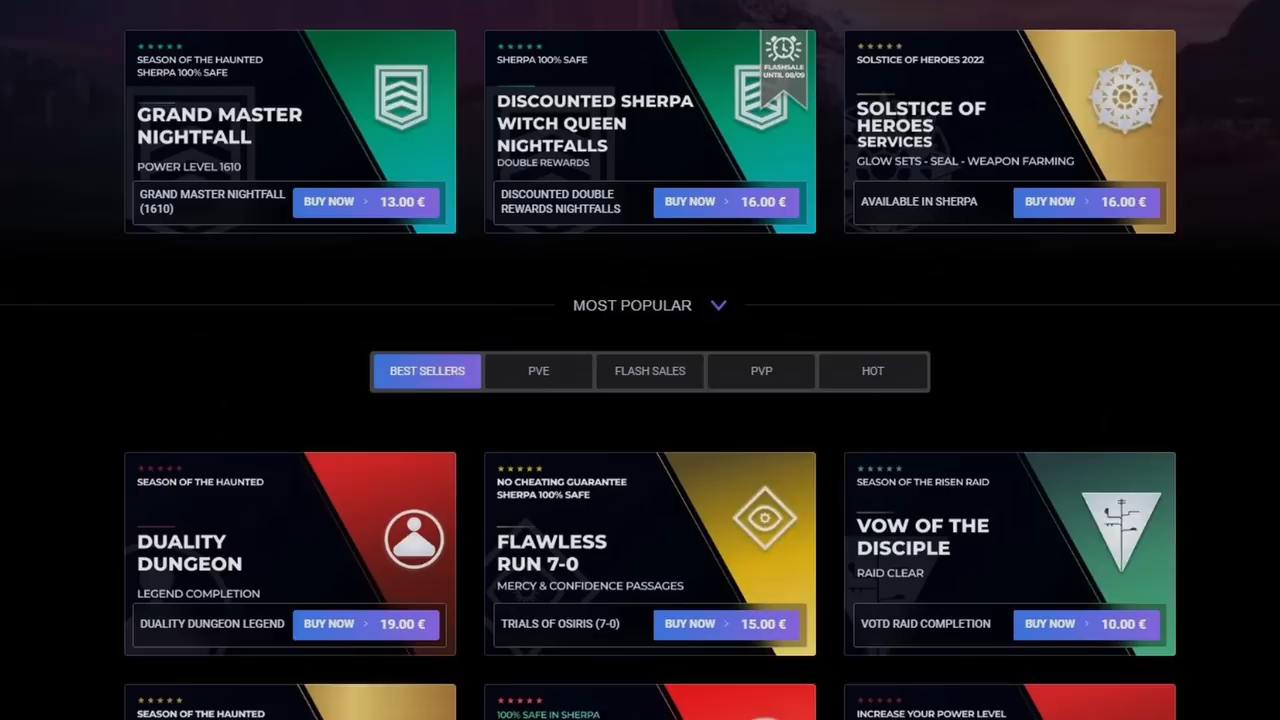 SEASON OF THE HAUNTED
SHERPA 100% SAFE
GRAND MASTER
NIGHTFALL
POWER LEVEL 1610
GRAND MASTER NIGHTFALL
(1610)
BUY NOW > 13.00 €
SHERPA 100% SAFE
FLASHSALE
UNTIL 08/09
DISCOUNTED SHERPA
WITCH QUEEN
NIGHTFALLS
DOUBLE REWARDS
DISCOUNTED DOUBLE
REWARDS NIGHTFALLS
BUY NOW > 16.00 €
SOLSTICE OF HEROES 2022
SOLSTICE OF
HEROES
SERVICES
GLOW SETS - SEAL - WEAPON FARMING
AVAILABLE IN SHERPA
BUY NOW > 16.00 €
MOST POPULAR
BEST SELLERS
PVE
FLASH SALES
PVP
HOT
SEASON OF THE HAUNTED
DUALITY
DUNGEON
LEGEND COMPLETION
DUALITY DUNGEON LEGEND
BUY NOW > 19.00 €
NO CHEATING GUARANTEE
SHERPA 100% SAFE
FLAWLESS
RUN 7-0
MERCY & CONFIDENCE PASSAGES
TRIALS OF OSIRIS (7-0)
BUY NOW > 15.00 €
SEASON OF THE RISEN RAID
VOW OF THE
DISCIPLE
RAID CLEAR
VOTD RAID COMPLETION
BUY NOW > 10.00 €
SEASON OF THE HAUNTED
100% SAFE IN SHERPA
INCREASE YOUR POWER LEVEL